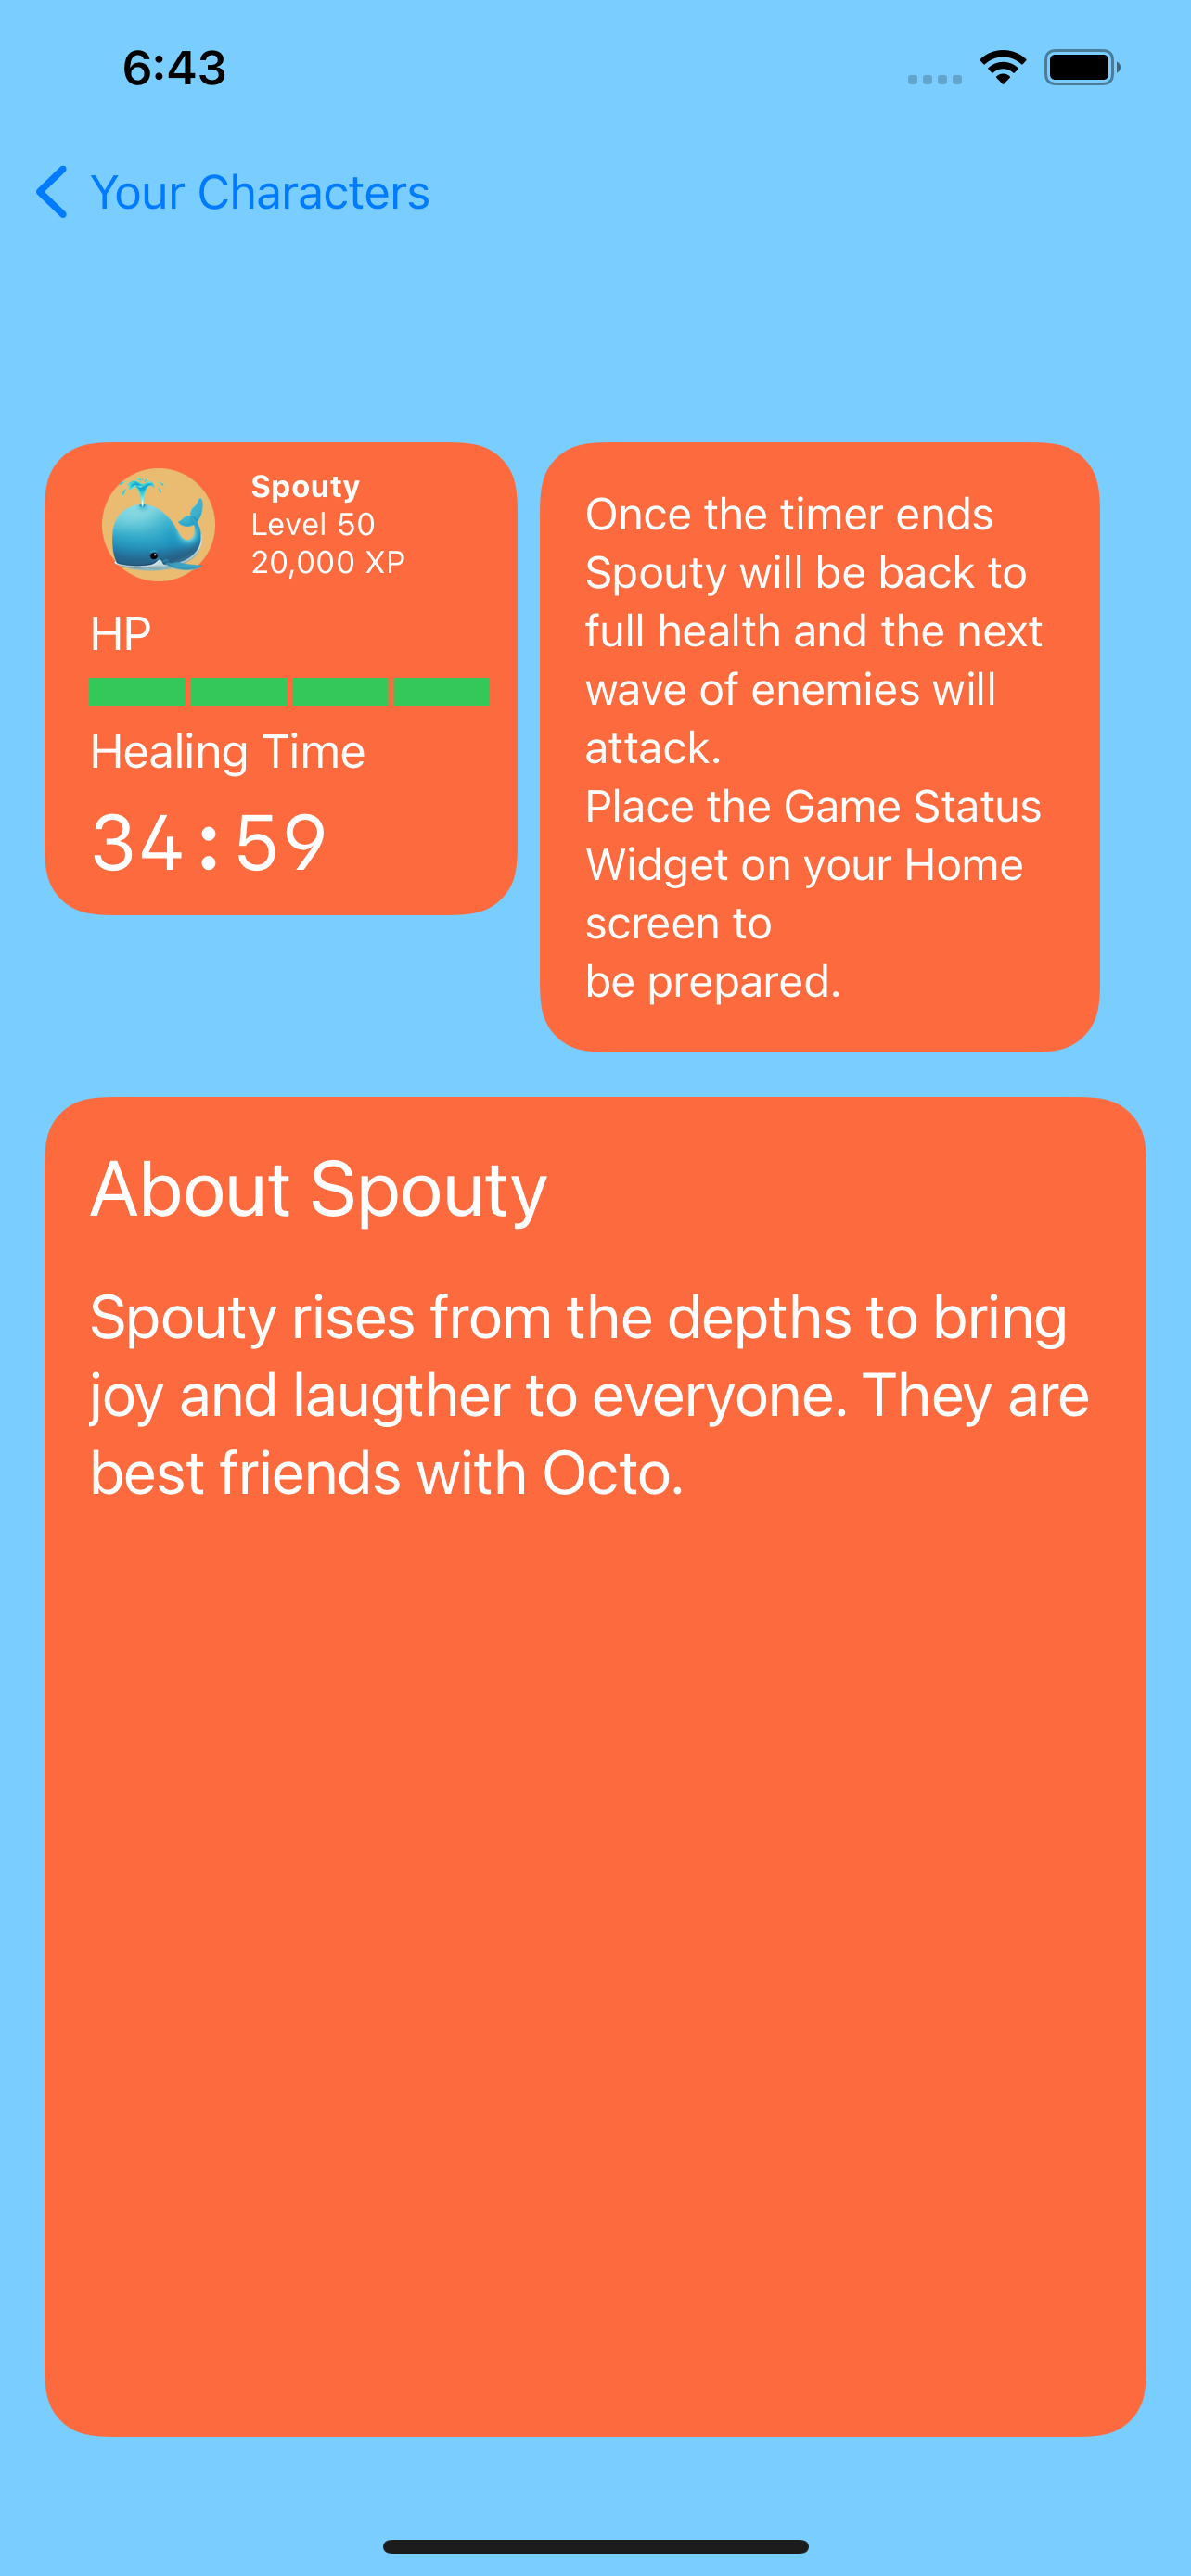 6:43
Your Characters
Spouty
Level 50
20,000 XP
HP
Healing Time
34:59
Once the timer ends
Spouty will be back to
full health and the next
wave of enemies will
attack.
Place the Game Status
Widget on your Home
screen to
be prepared.
About Spouty
Spouty rises from the depths to bring
joy and laugther to everyone. They are
best friends with Octo.